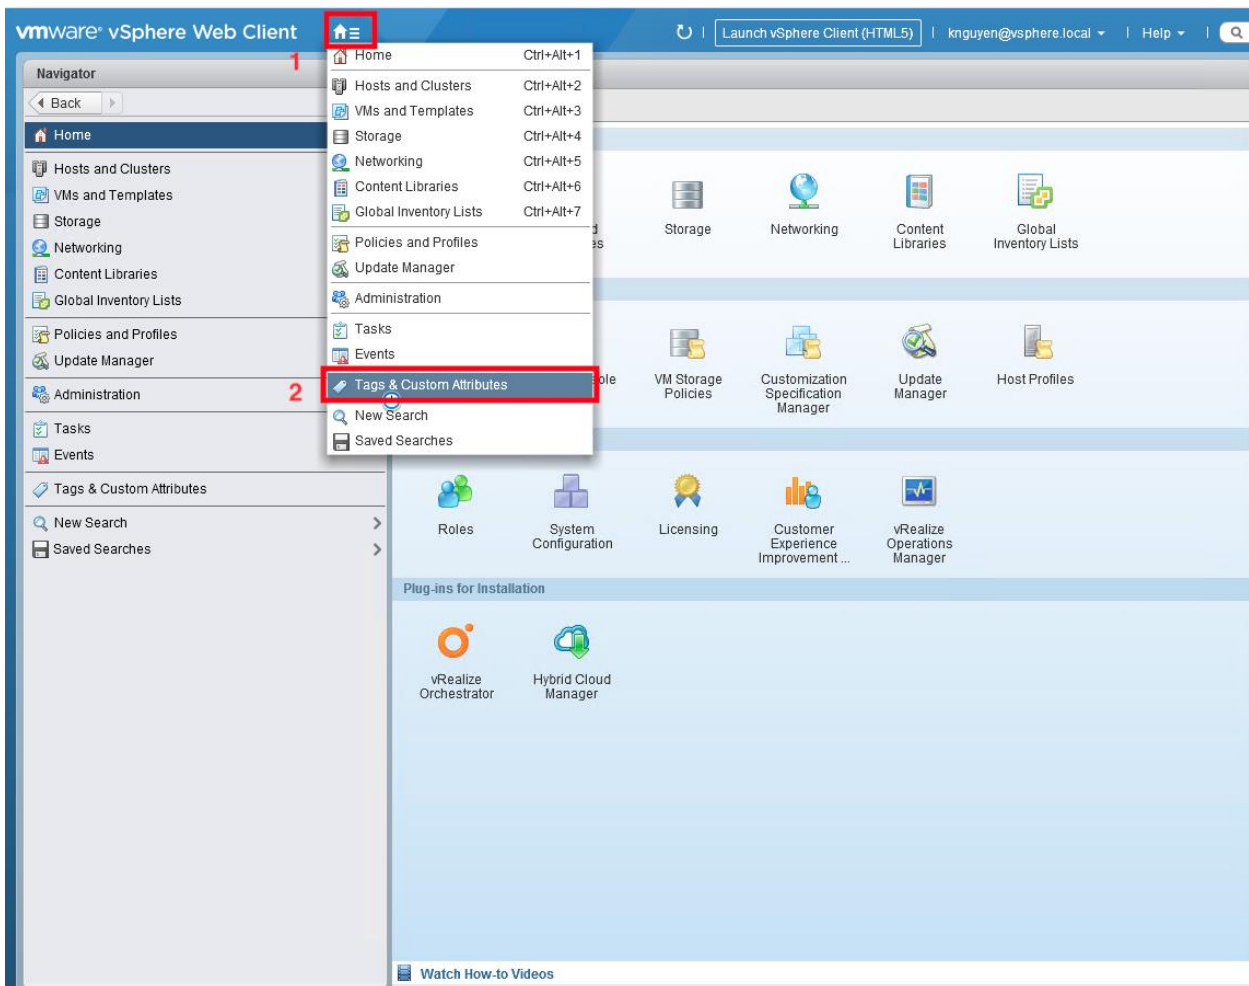 vmware® vSphere Web Client
Launch vSphere Client (HTML5)
knguyen@vsphere.local
Help
1
Navigator
Back
Home
Hosts and Clusters
VMs and Templates
Storage
Networking
Content Libraries
Global Inventory Lists
Policies and Profiles
Update Manager
Administration
Tasks
Events
Tags & Custom Attributes
New Search
Saved Searches
Home Ctrl+Alt+1
Hosts and Clusters Ctrl+Alt+2
VMs and Templates Ctrl+Alt+3
Storage Ctrl+Alt+4
Networking Ctrl+Alt+5
Content Libraries Ctrl+Alt+6
Global Inventory Lists Ctrl+Alt+7
Policies and Profiles
Update Manager
Administration
Tasks
Events
2
Tags & Custom Attributes
New Search
Saved Searches
Storage
Networking
Content
Libraries
Global
Inventory Lists
VM Storage
Policies
Customization
Specification
Manager
Update
Manager
Host Profiles
Roles
System
Configuration
Licensing
Customer
Experience
Improvement ...
vRealize
Operations
Manager
Plug-ins for Installation
vRealize
Orchestrator
Hybrid Cloud
Manager
Watch How-to Videos